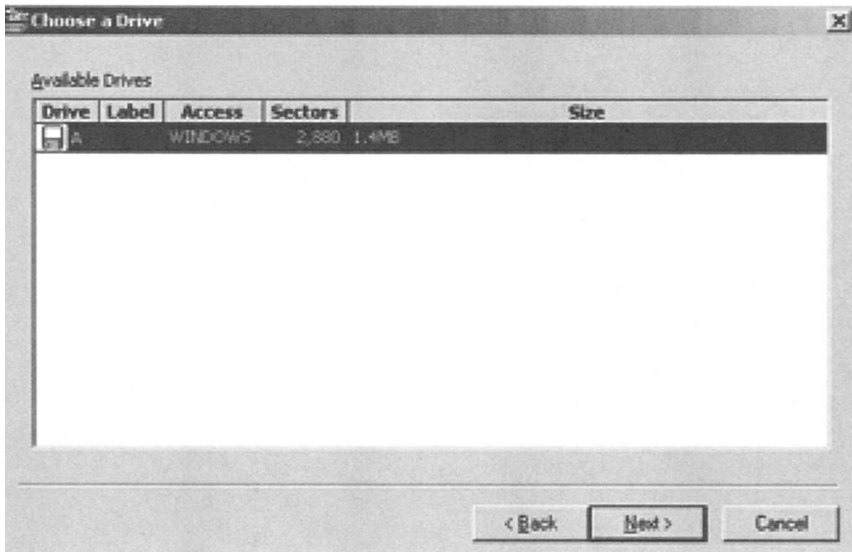 Choose a Drive
Available Drives
Drive Label Access Sectors Size
A WINDOWS 2,880 1.4MB
< Back Next > Cancel